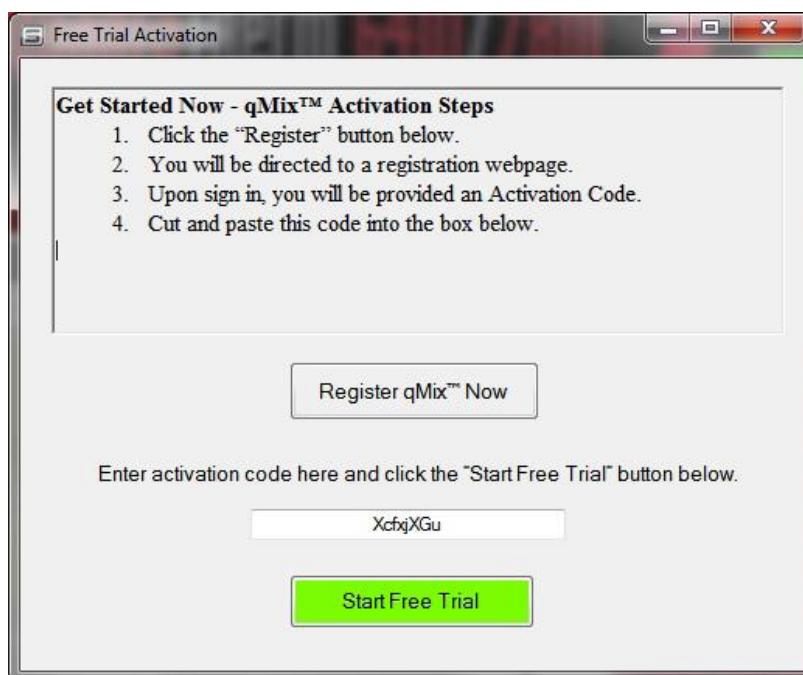 Free Trial Activation
Get Started Now - qMix™ Activation Steps
1. Click the “Register” button below.
2. You will be directed to a registration webpage.
3. Upon sign in, you will be provided an Activation Code.
4. Cut and paste this code into the box below.
Register qMix™ Now
Enter activation code here and click the "Start Free Trial" button below.
XcfxjXGu
Start Free Trial